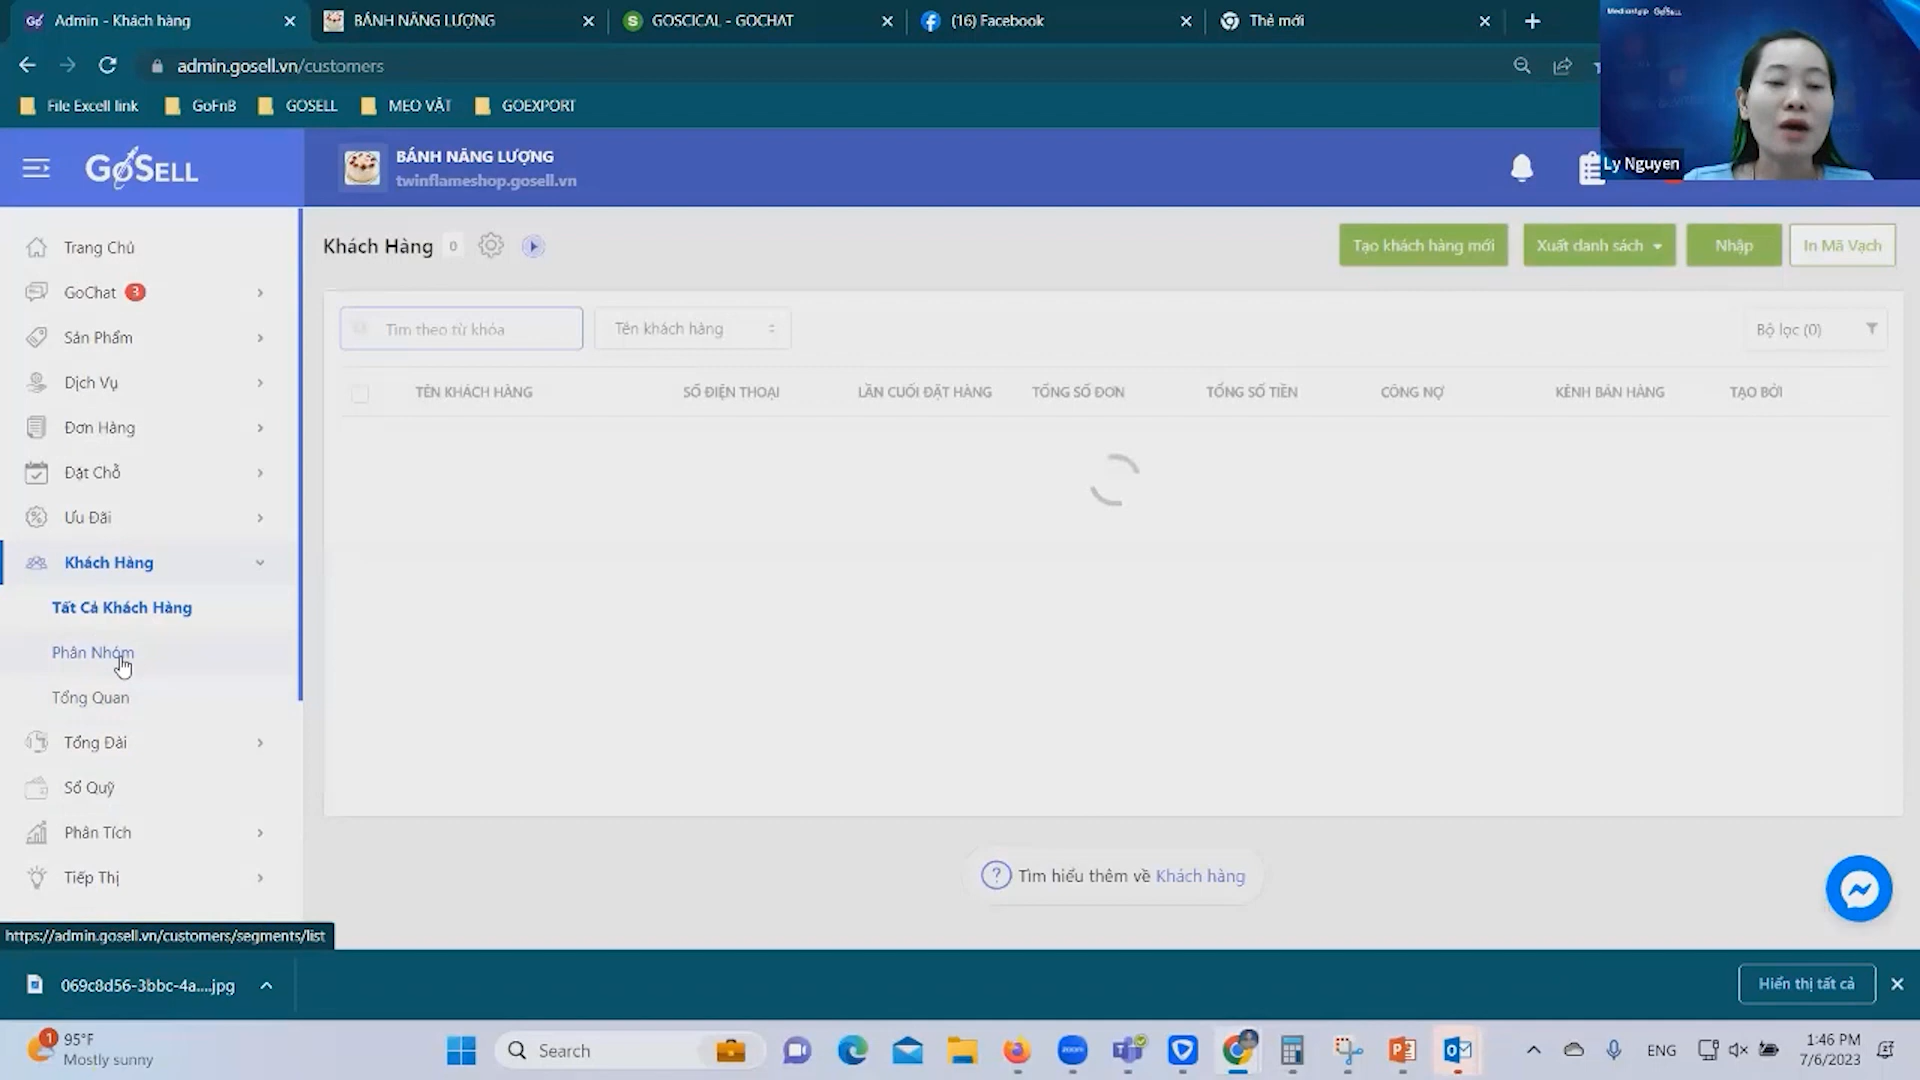 Admin - Khách hàng
BÁNH NĂNG LƯỢNG
GOSCICAL - GOCHAT
(16) Facebook
Thẻ mới
admin.gosell.vn/customers
File Excell link
GoFnB
GOSELL
MẸO VẶT
GOEXPORT
Ly Nguyen
GOSELL
BÁNH NĂNG LƯỢNG
twinflameshop.gosell.vn
Trang Chủ
GoChat 3
Sản Phẩm
Dịch Vụ
Đơn Hàng
Đặt Chỗ
Ưu Đãi
Khách Hàng
Tất Cả Khách Hàng
Phân Nhóm
Tổng Quan
Tổng Đài
Sổ Quỹ
Phân Tích
Tiếp Thị
Khách Hàng 0
Tạo khách hàng mới
Xuất danh sách
Nhập
In Mã Vạch
Tìm theo từ khóa
Tên khách hàng
Bộ lọc (0)
TÊN KHÁCH HÀNG
SỐ ĐIỆN THOẠI
LẦN CUỐI ĐẶT HÀNG
TỔNG SỐ ĐƠN
TỔNG SỐ TIỀN
CÔNG NỢ
KÊNH BÁN HÀNG
TẠO BỞI
Tìm hiểu thêm về Khách hàng
https://admin.gosell.vn/customers/segments/list
069c8d56-3bbc-4a....jpg
Hiển thị tất cả
1
95°F
Mostly sunny
Search
zoom
ENG
1:46 PM
7/6/2023